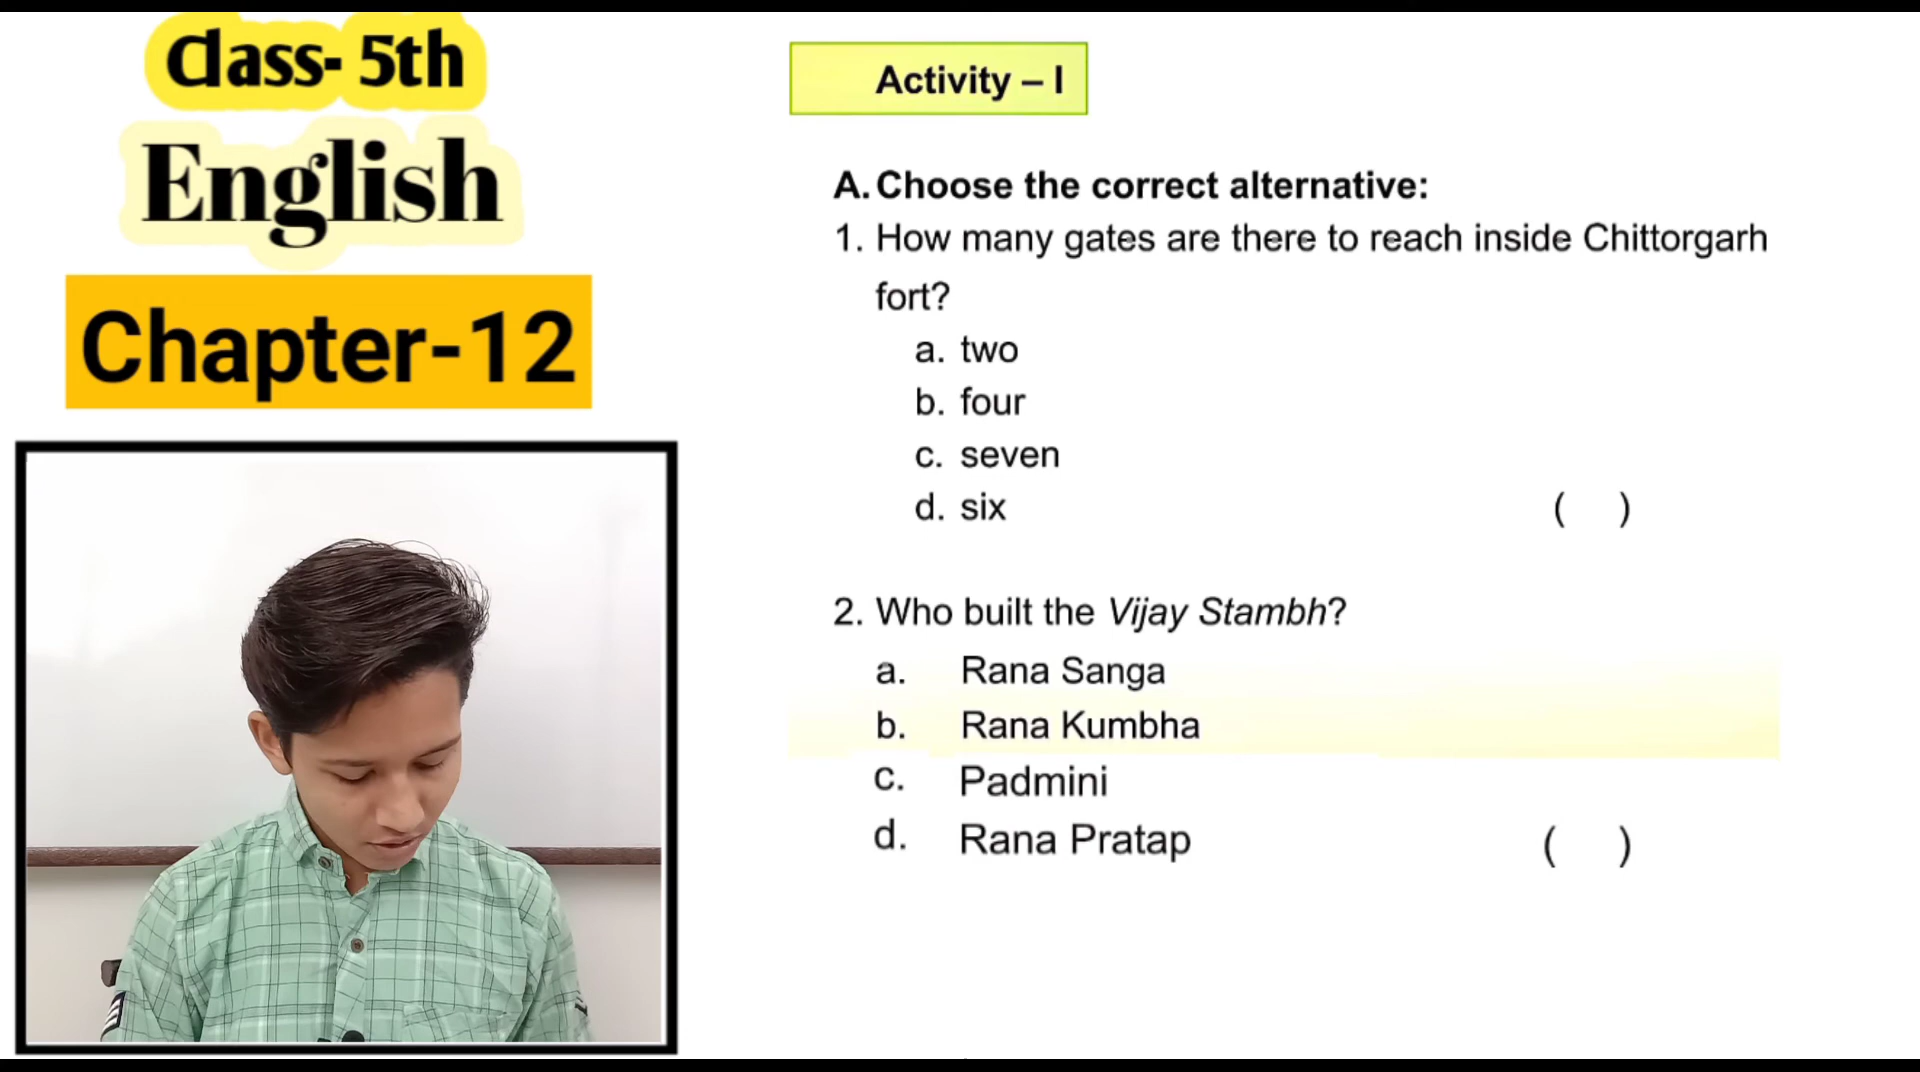 Class- 5th
English
Chapter-12
Activity – I
A. Choose the correct alternative:
1. How many gates are there to reach inside Chittorgarh
fort?
a. two
b. four
c. seven
d. six ( )
2. Who built the Vijay Stambh?
a. Rana Sanga
b. Rana Kumbha
c. Padmini
d. Rana Pratap ( )